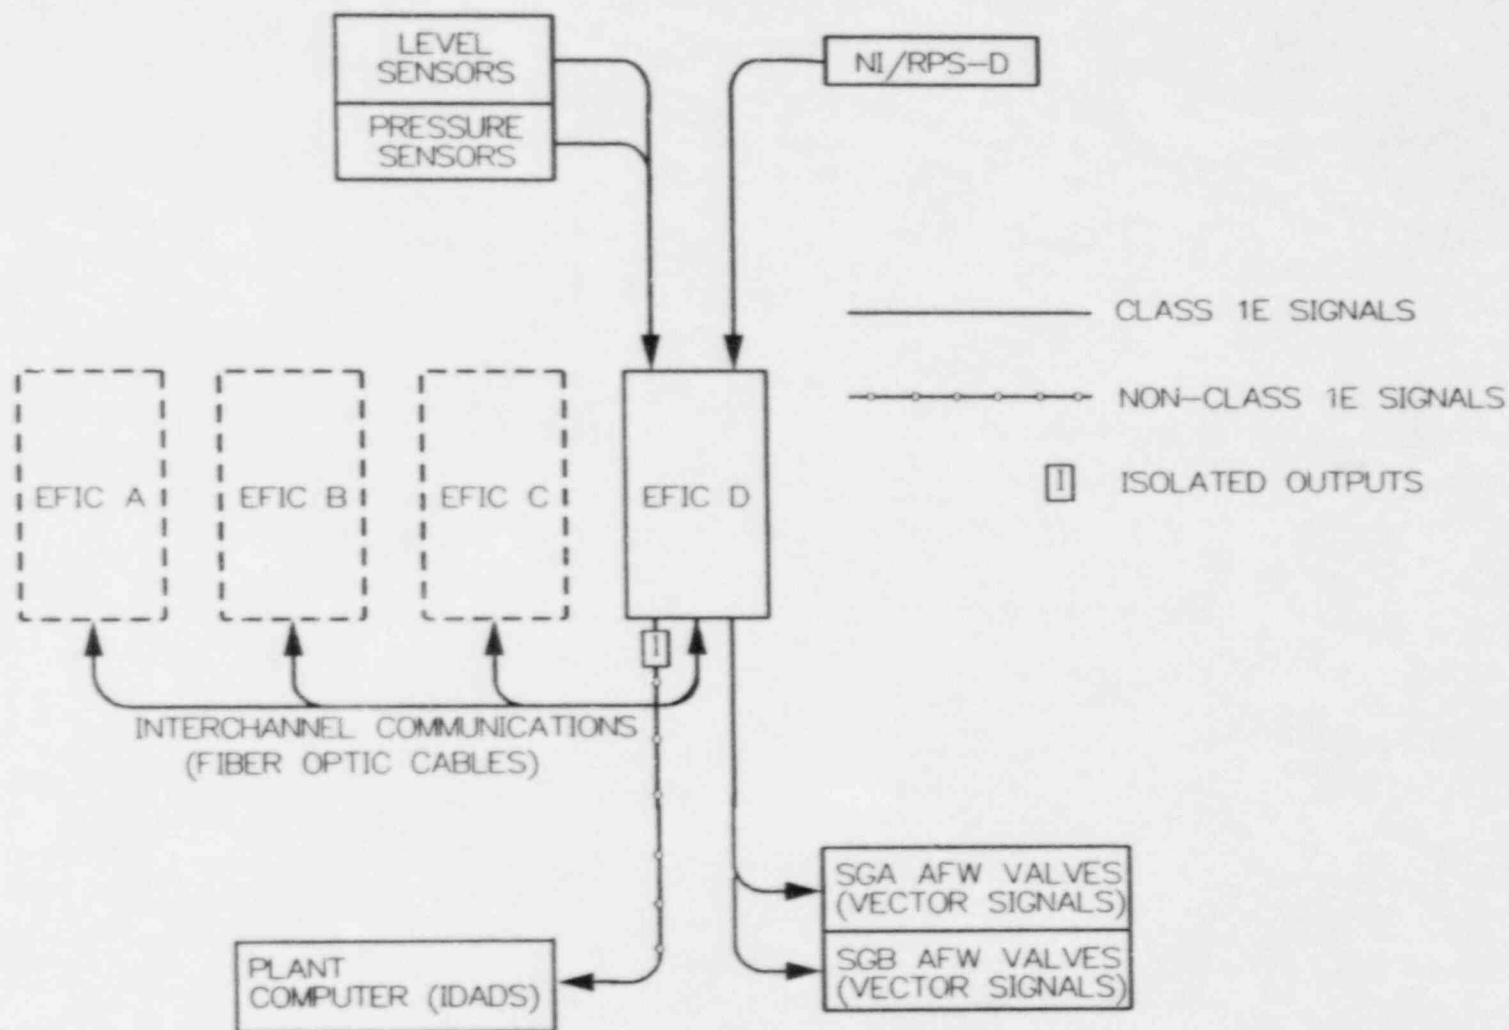 LEVEL
SENSORS
PRESSURE
SENSORS
NI/RPS-D
CLASS 1E SIGNALS
NON-CLASS 1E SIGNALS
I ISOLATED OUTPUTS
EFIC A
EFIC B
EFIC C
EFIC D
I
INTERCHANNEL COMMUNICATIONS
(FIBER OPTIC CABLES)
SGA AFW VALVES
(VECTOR SIGNALS)
SGB AFW VALVES
(VECTOR SIGNALS)
PLANT
COMPUTER (IDADS)